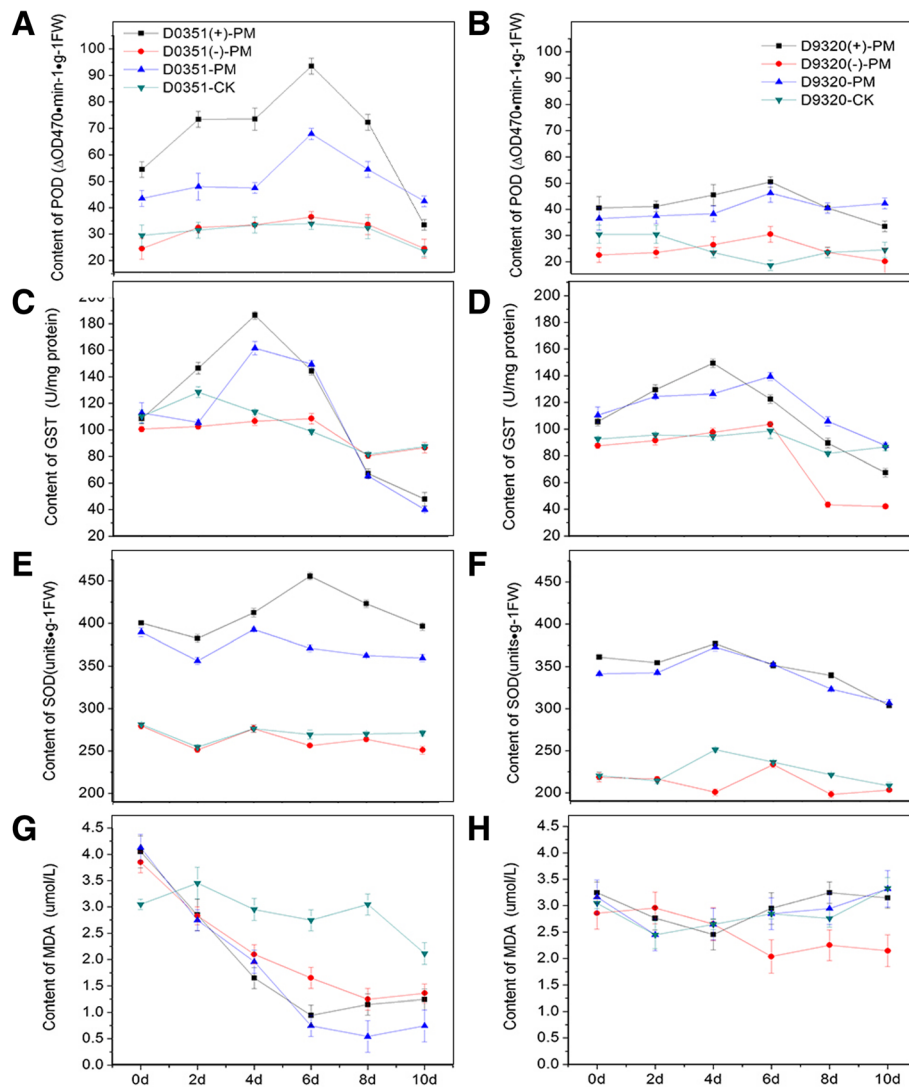 A
D0351(+)-PM
D0351(-)-PM
D0351-PM
D0351-CK
Content of POD (ΔOD470•min-1•g-1FW)
100
90
80
70
60
50
40
30
20
B
D9320(+)-PM
D9320(-)-PM
D9320-PM
D9320-CK
Content of POD (ΔOD470•min-1•g-1FW)
100
90
80
70
60
50
40
30
20
C
Content of GST (U/mg protein)
200
180
160
140
120
100
80
60
40
20
D
Content of GST (U/mg protein)
200
180
160
140
120
100
80
60
40
20
E
Content of SOD(units•g-1FW)
450
400
350
300
250
200
F
Content of SOD(units•g-1FW)
450
400
350
300
250
200
G
Content of MDA (umol/L)
4.5
4.0
3.5
3.0
2.5
2.0
1.5
1.0
0.5
0.0
0d 2d 4d 6d 8d 10d
H
Content of MDA (umol/L)
4.5
4.0
3.5
3.0
2.5
2.0
1.5
1.0
0.5
0.0
0d 2d 4d 6d 8d 10d